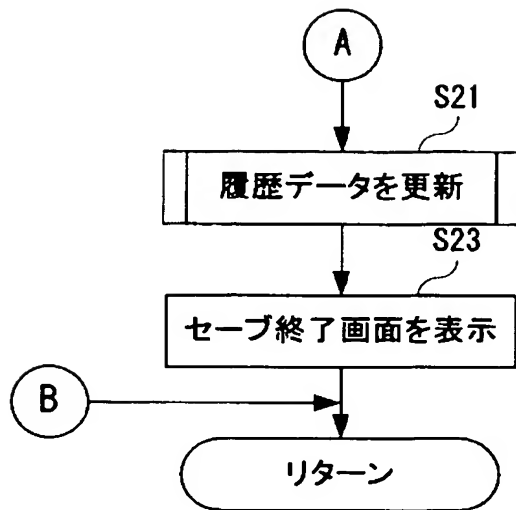 A
S21
履歴データを更新
S23
セーブ終了画面を表示
B
リターン